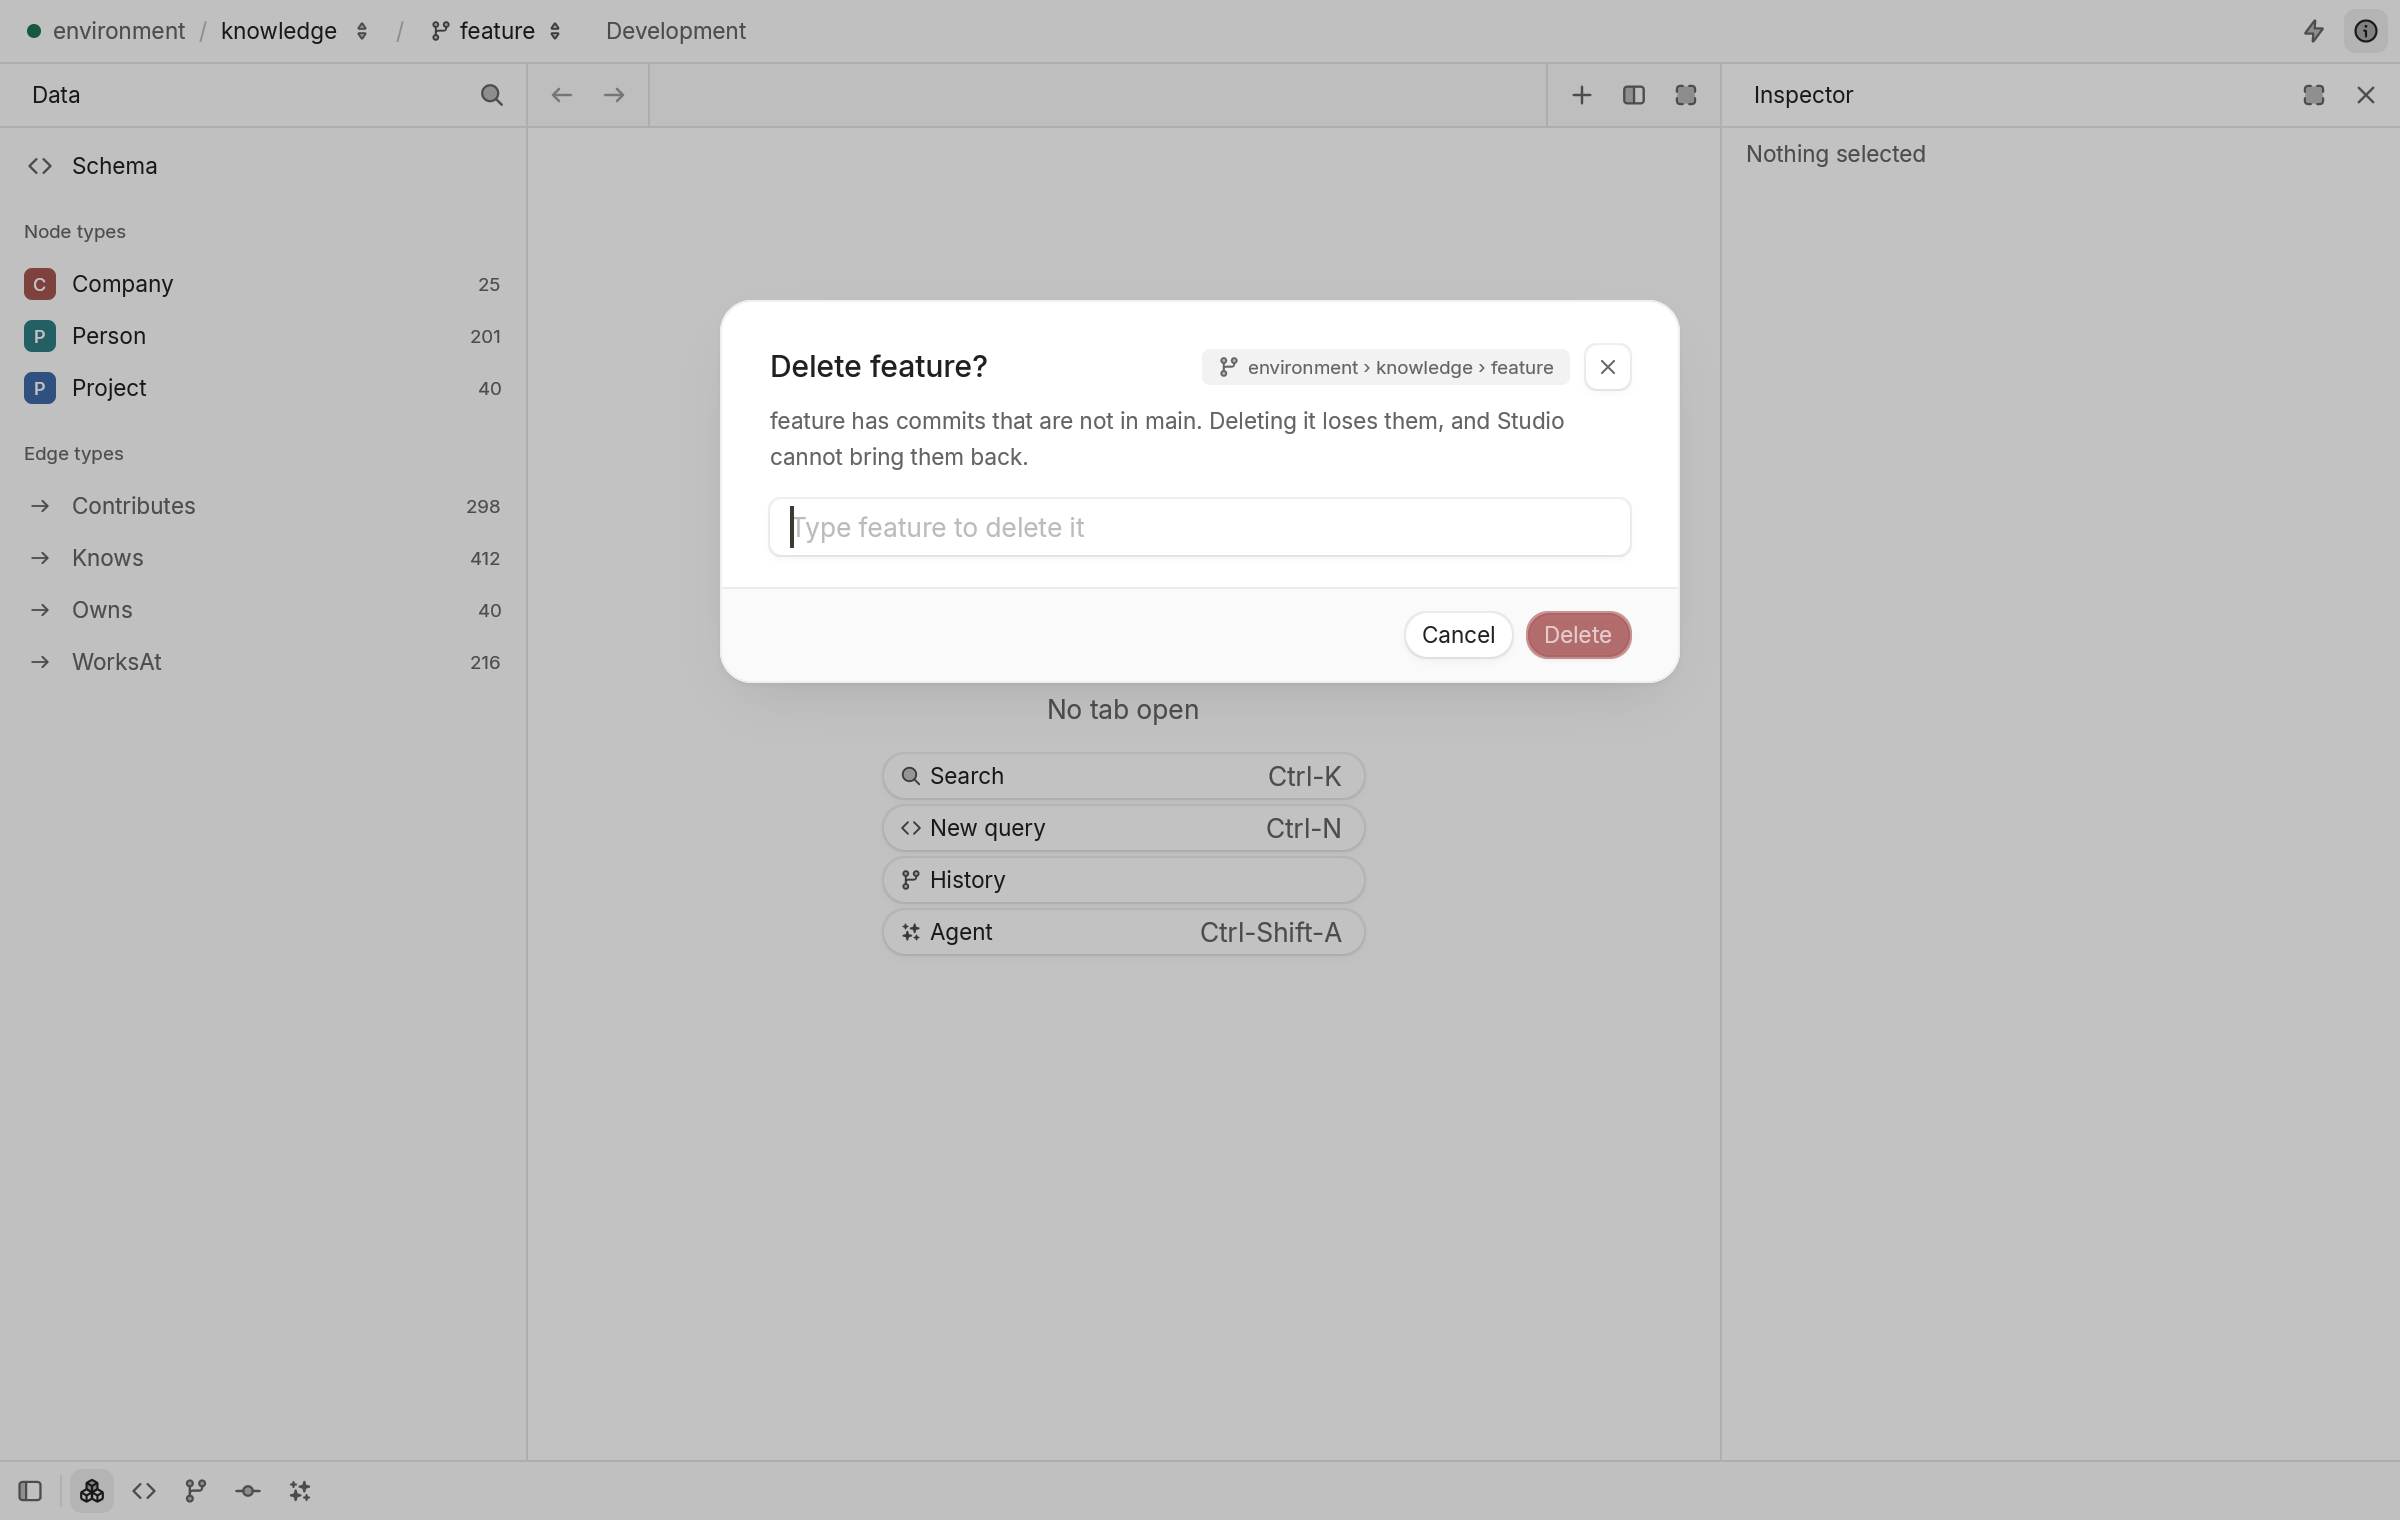 environment / knowledge / feature Development
Data
Inspector
Schema
Nothing selected
Node types
C Company 25
P Person 201
P Project 40
Edge types
Contributes 298
Knows 412
Owns 40
WorksAt 216
Delete feature?
environment › knowledge › feature
feature has commits that are not in main. Deleting it loses them, and Studio
cannot bring them back.
Type feature to delete it
Cancel
Delete
No tab open
Search Ctrl-K
New query Ctrl-N
History
Agent Ctrl-Shift-A